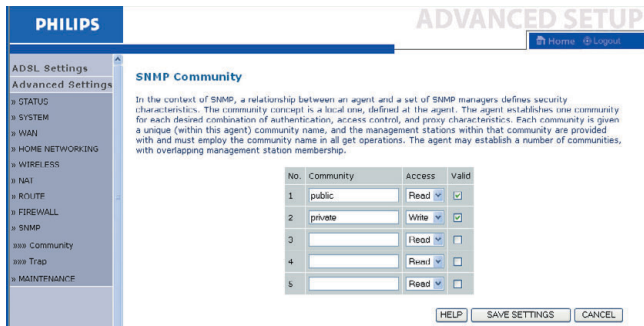 PHILIPS
ADVANCED SETUP
Home Logout
ADSL Settings
Advanced Settings
» STATUS
» SYSTEM
» WAN
» HOME NETWORKING
» WIRELESS
» NAT
» ROUTE
» FIREWALL
» SNMP
»»» Community
»»» Trap
» MAINTENANCE
SNMP Community
In the context of SNMP, a relationship between an agent and a set of SNMP managers defines security
characteristics. The community concept is a local one, defined at the agent. The agent establishes one community
for each desired combination of authentication, access control, and proxy characteristics. Each community is given
a unique (within this agent) community name, and the management stations within that community are provided
with and must employ the community name in all get operations. The agent may establish a number of communities,
with overlapping management station membership.
No. Community Access Valid
1 public Read
2 private Write
3 Read
4 Read
5 Read
HELP SAVE SETTINGS CANCEL